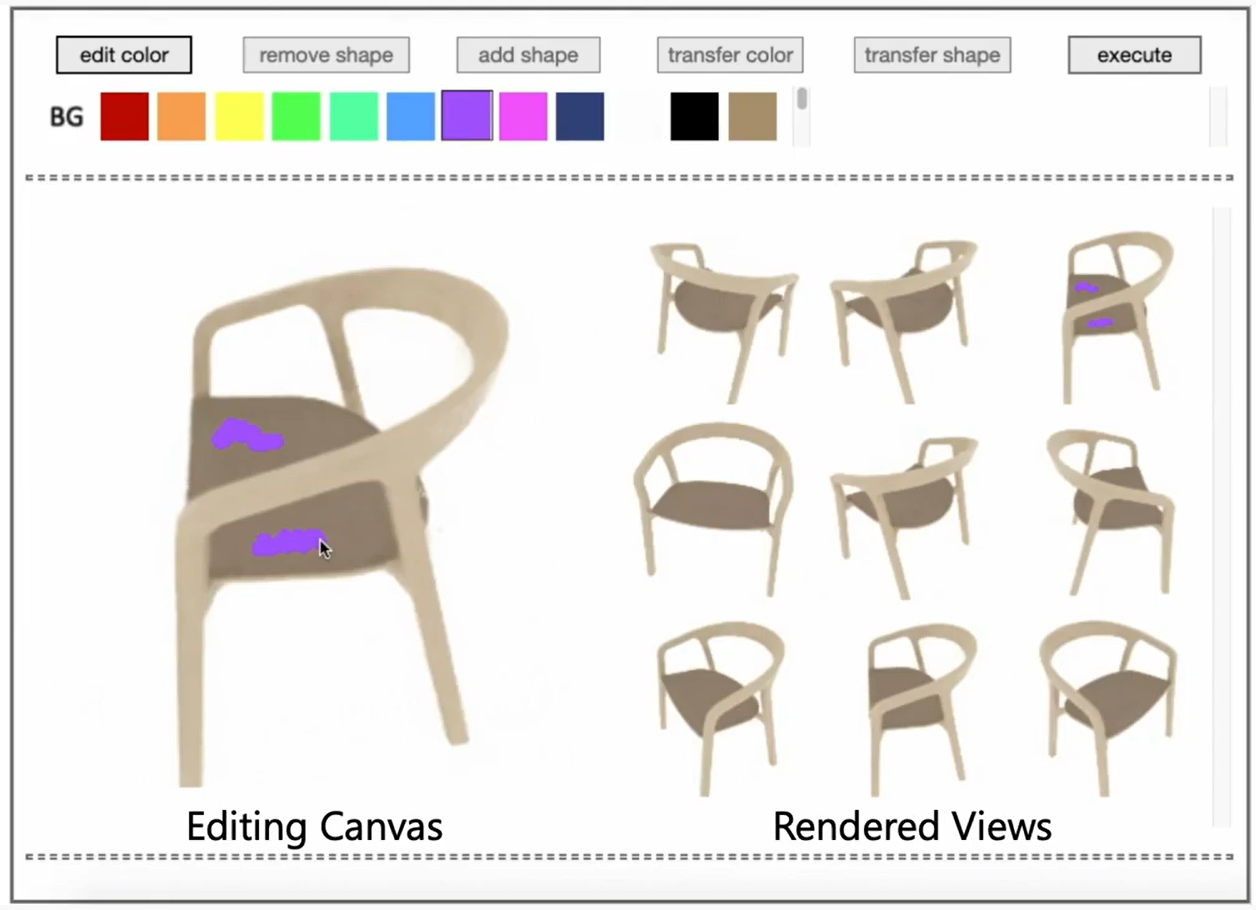 edit color remove shape add shape transfer color transfer shape execute
BG
Editing Canvas Rendered Views